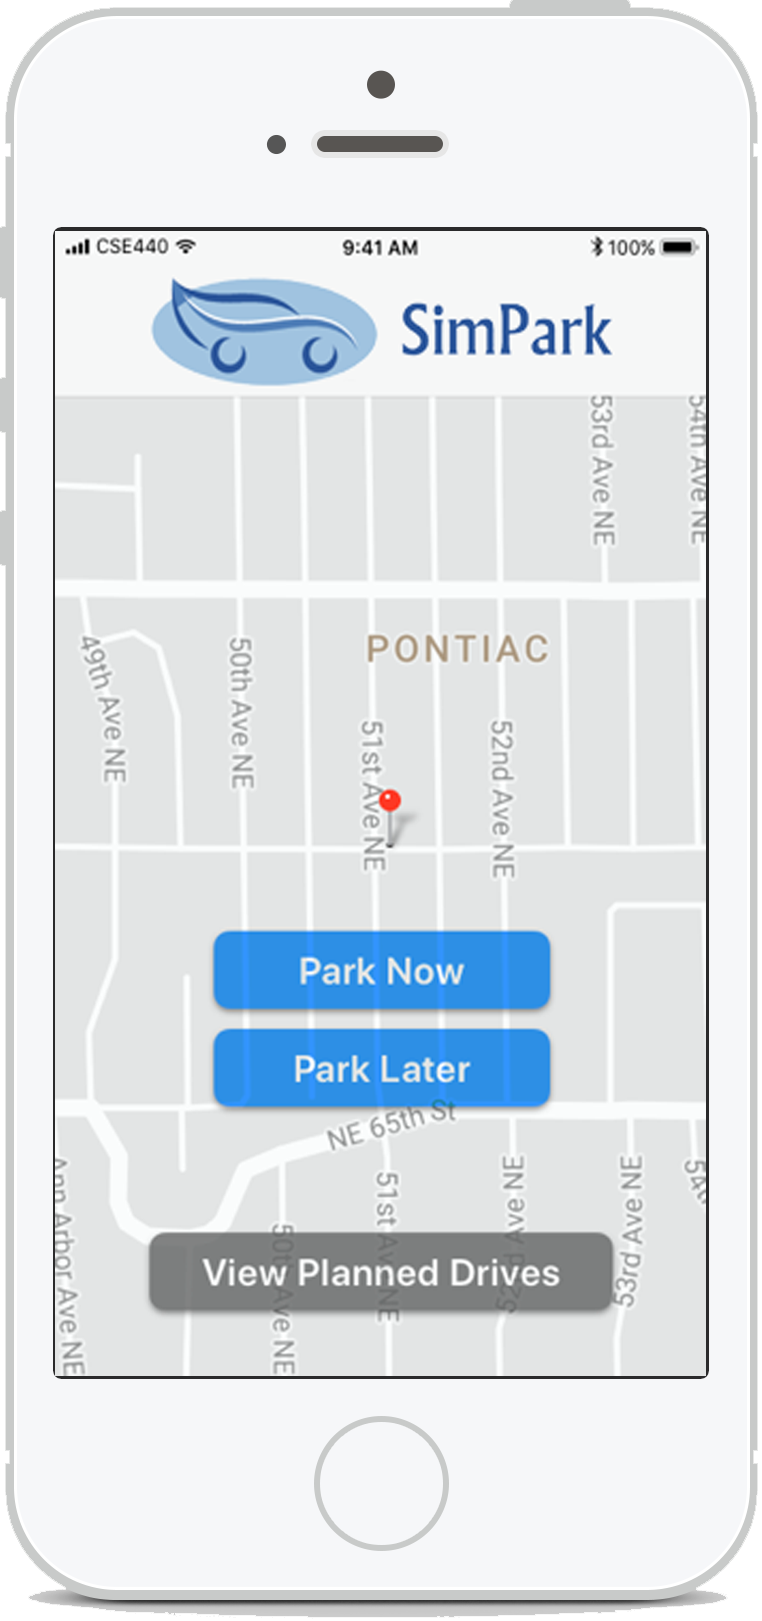 CSE440 9:41 AM 100%
SimPark
53rd Ave NE
54th Ave NE
49th Ave NE
50th Ave NE
PONTIAC
51st Ave NE
52nd Ave NE
Park Now
Park Later
NE 65th St
Ann Arbor Ave NE
50th Ave NE
51st Ave NE
52nd Ave NE
53rd Ave NE
View Planned Drives